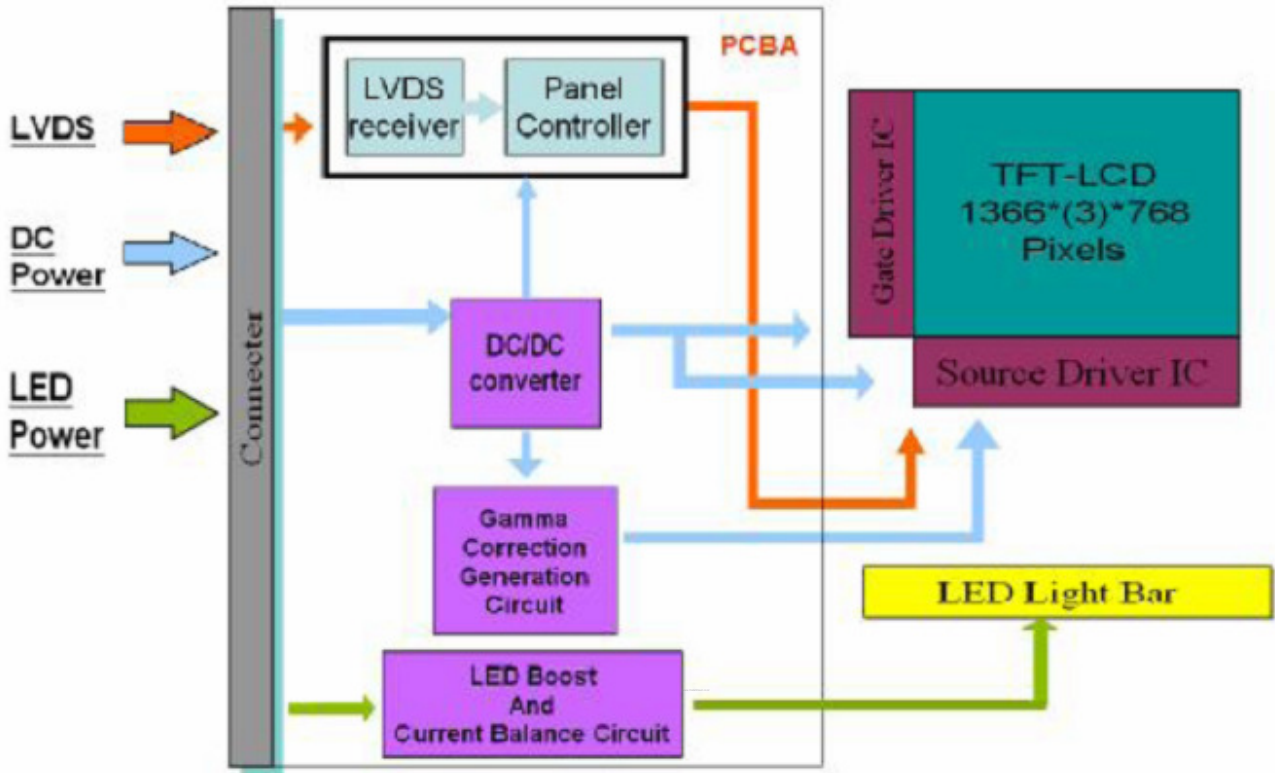 PCBA
LVDS
receiver
Panel
Controller
LVDS
DC
Power
LED
Power
Connecter
DC/DC
converter
Gamma
Correction
Generation
Circuit
LED Boost
And
Current Balance Circuit
Gate Driver IC
TFT-LCD
1366*(3)*768
Pixels
Source Driver IC
LED Light Bar